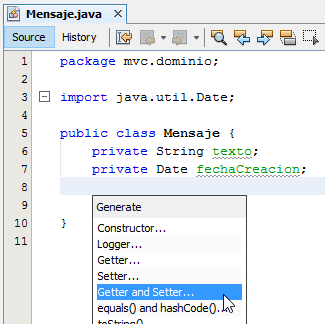 Mensaje.java
Source History
1 package mvc.dominio;
2
3 import java.util.Date;
4
5 public class Mensaje {
6 private String texto;
7 private Date fechaCreacion;
8
9
10 }
11
Generate
Constructor...
Logger...
Getter...
Setter...
Getter and Setter...
equals() and hashCode()...
toString()...